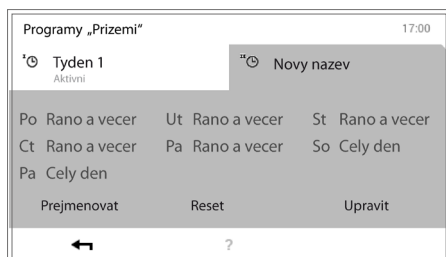 Programy „Prizemi“ 17:00
Tyden 1 Novy nazev
Aktivni
Po Rano a vecer Ut Rano a vecer St Rano a vecer
Ct Rano a vecer Pa Rano a vecer So Cely den
Pa Cely den
Prejmenovat Reset Upravit
?